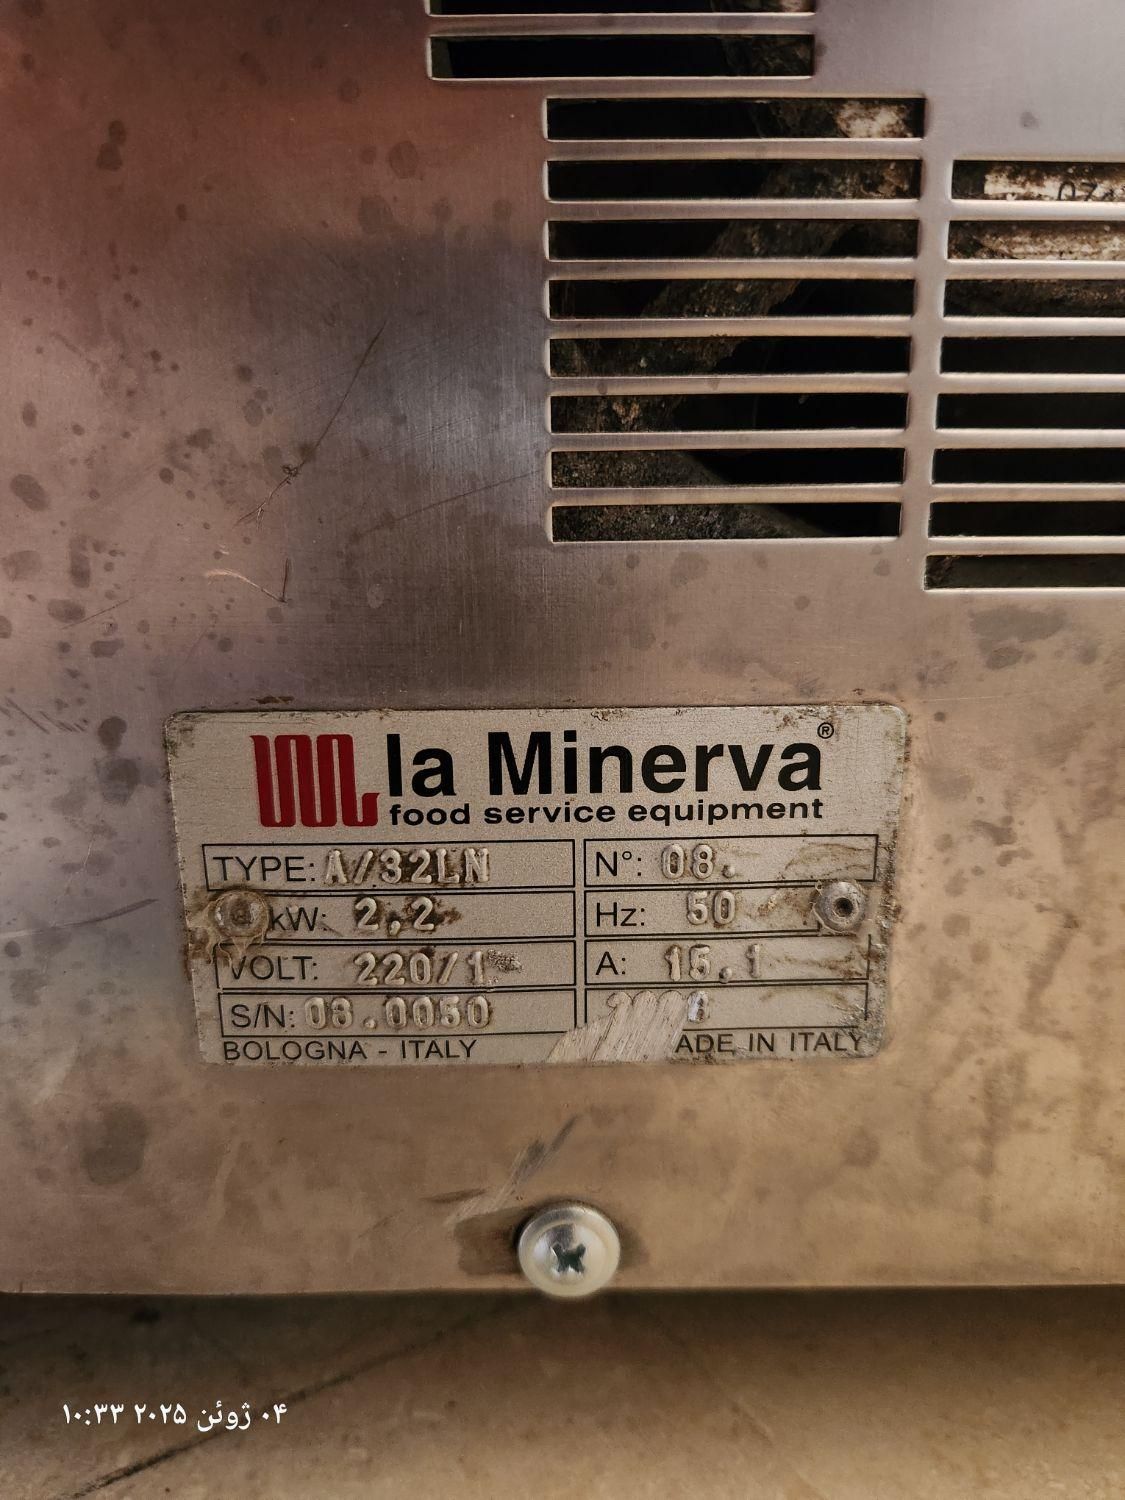 la Minerva®
food service equipment
TYPE: A/32LN N°: 08.
kW: 2,2 Hz: 50
VOLT: 220/1 A: 15,1
S/N: 08.0050
BOLOGNA - ITALY ADE IN ITALY
۰۴ ژوئن ۲۰۲۵ ۱۰:۳۳